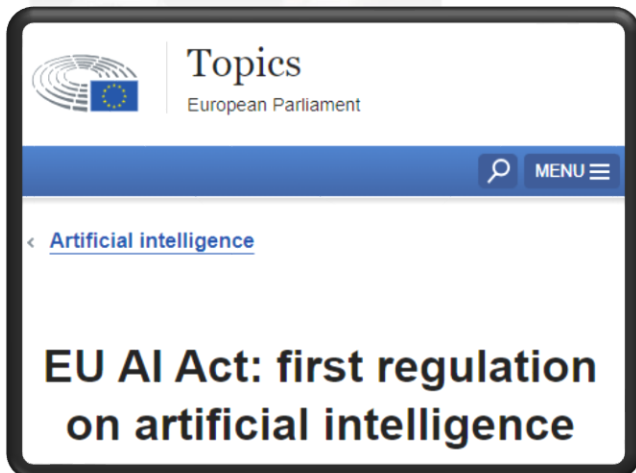 Topics
European Parliament
MENU
Artificial intelligence
EU AI Act: first regulation
on artificial intelligence